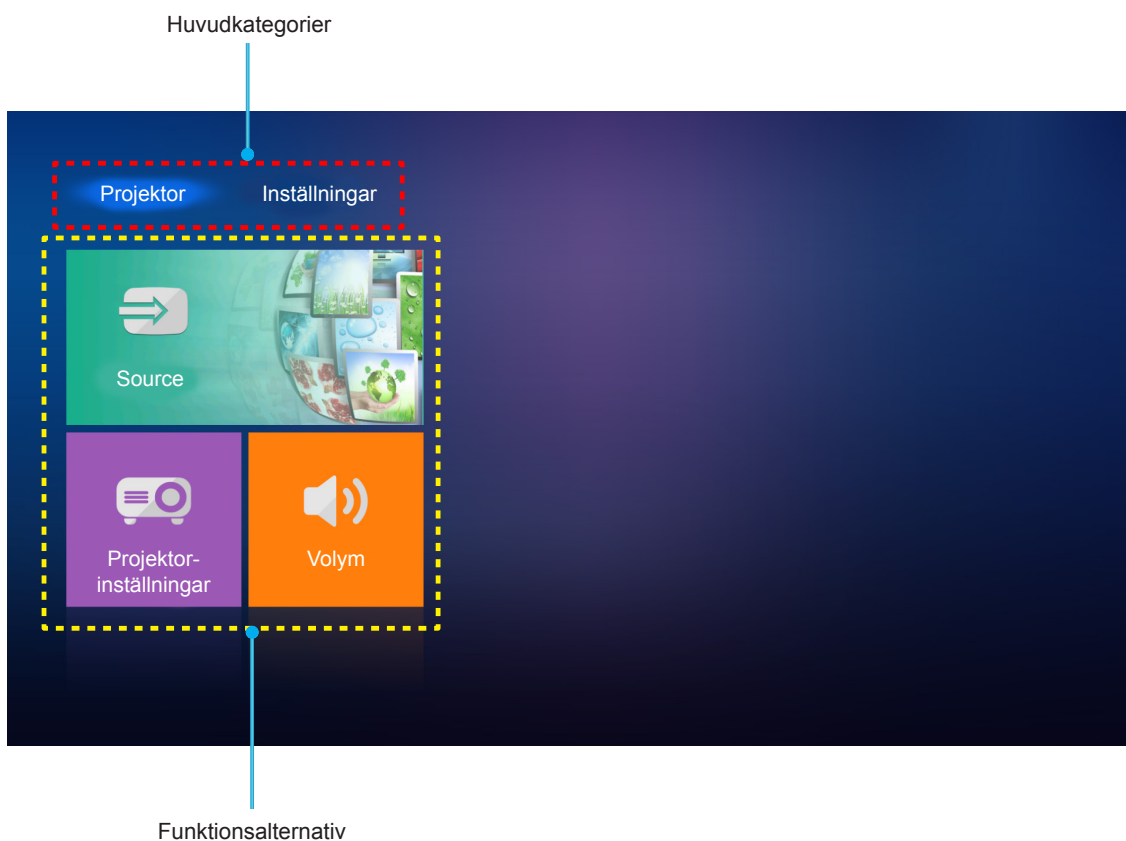 Huvudkategorier
Projektor Inställningar
Source
Projektor-
inställningar
Volym
Funktionsalternativ